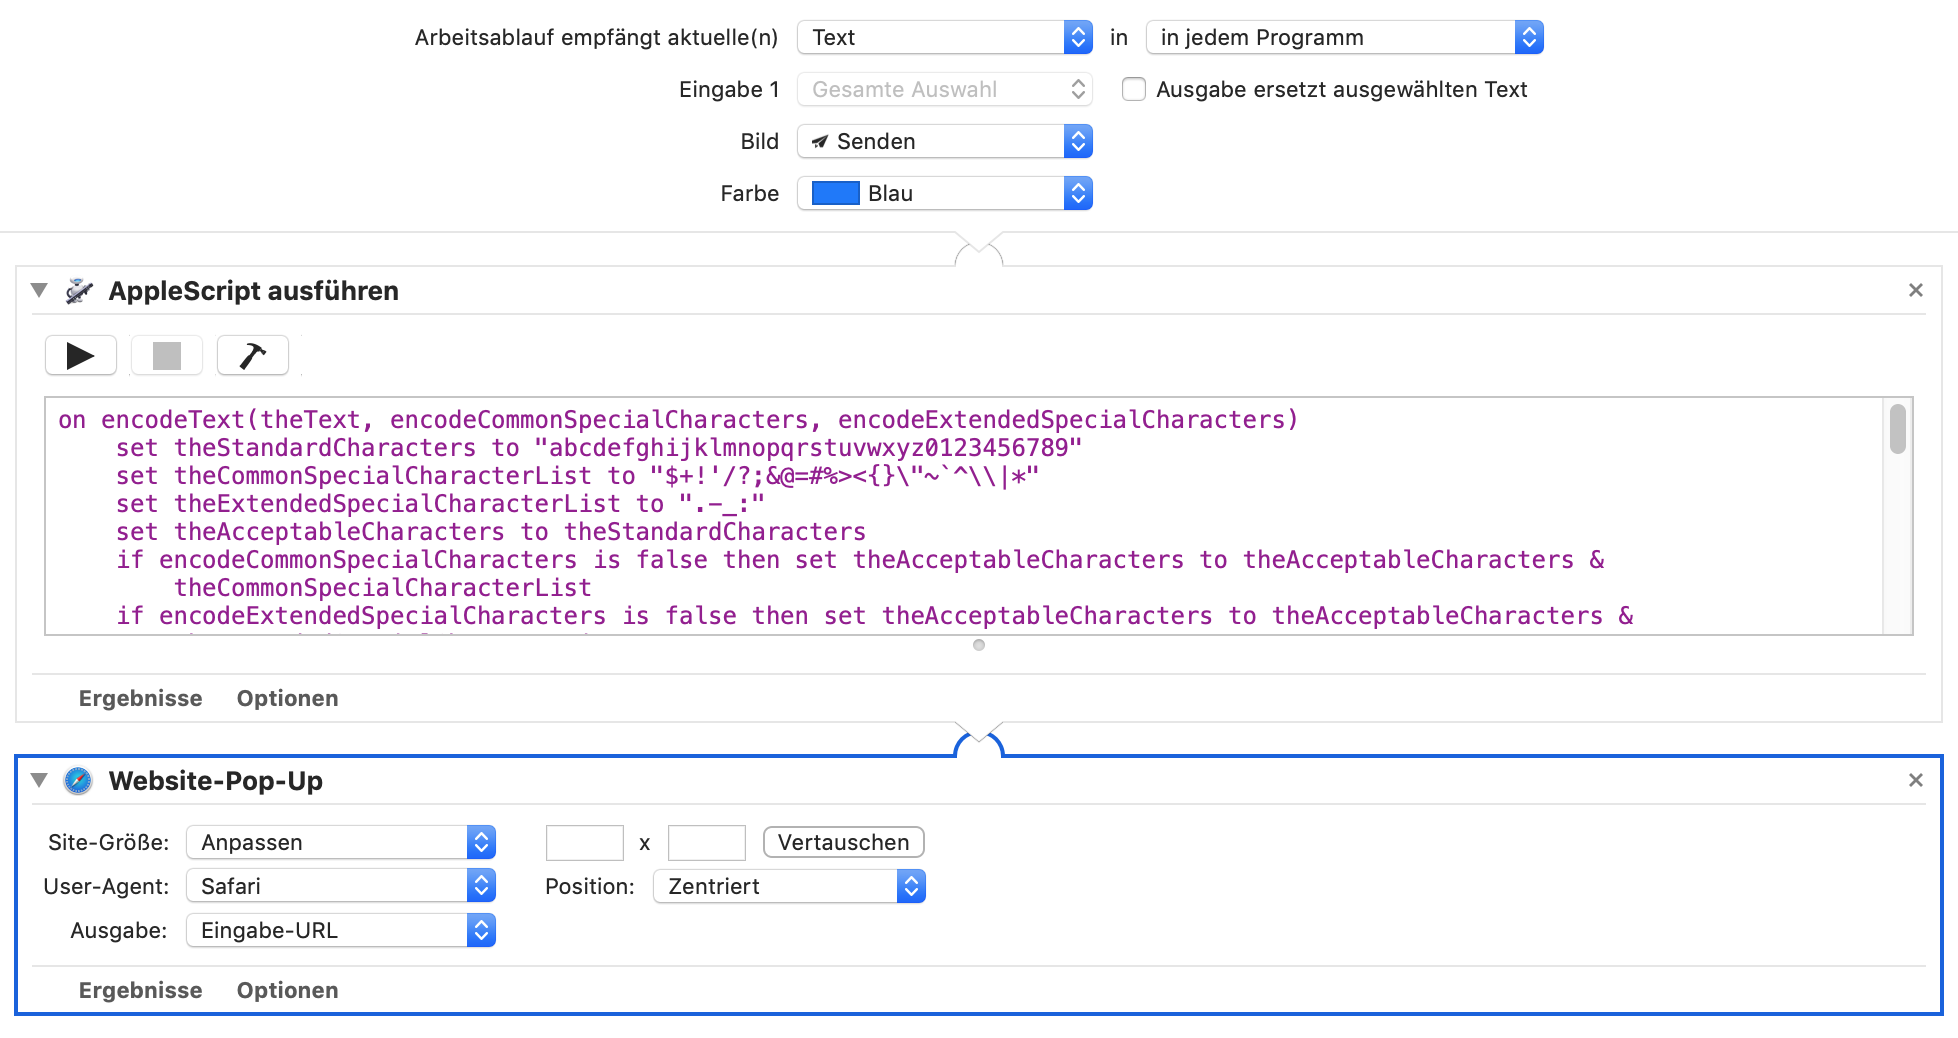 Arbeitsablauf empfängt aktuelle(n) Text in in jedem Programm
Eingabe 1 Gesamte Auswahl Ausgabe ersetzt ausgewählten Text
Bild Senden
Farbe Blau
AppleScript ausführen
on encodeText(theText, encodeCommonSpecialCharacters, encodeExtendedSpecialCharacters)
set theStandardCharacters to "abcdefghijklmnopqrstuvwxyz0123456789"
set theCommonSpecialCharacterList to "$+!'/?;&@=#%><{}\"~`^\\|*"
set theExtendedSpecialCharacterList to ".-_:"
set theAcceptableCharacters to theStandardCharacters
if encodeCommonSpecialCharacters is false then set theAcceptableCharacters to theAcceptableCharacters &
theCommonSpecialCharacterList
if encodeExtendedSpecialCharacters is false then set theAcceptableCharacters to theAcceptableCharacters &
Ergebnisse Optionen
Website-Pop-Up
Site-Größe: Anpassen x Vertauschen
User-Agent: Safari Position: Zentriert
Ausgabe: Eingabe-URL
Ergebnisse Optionen